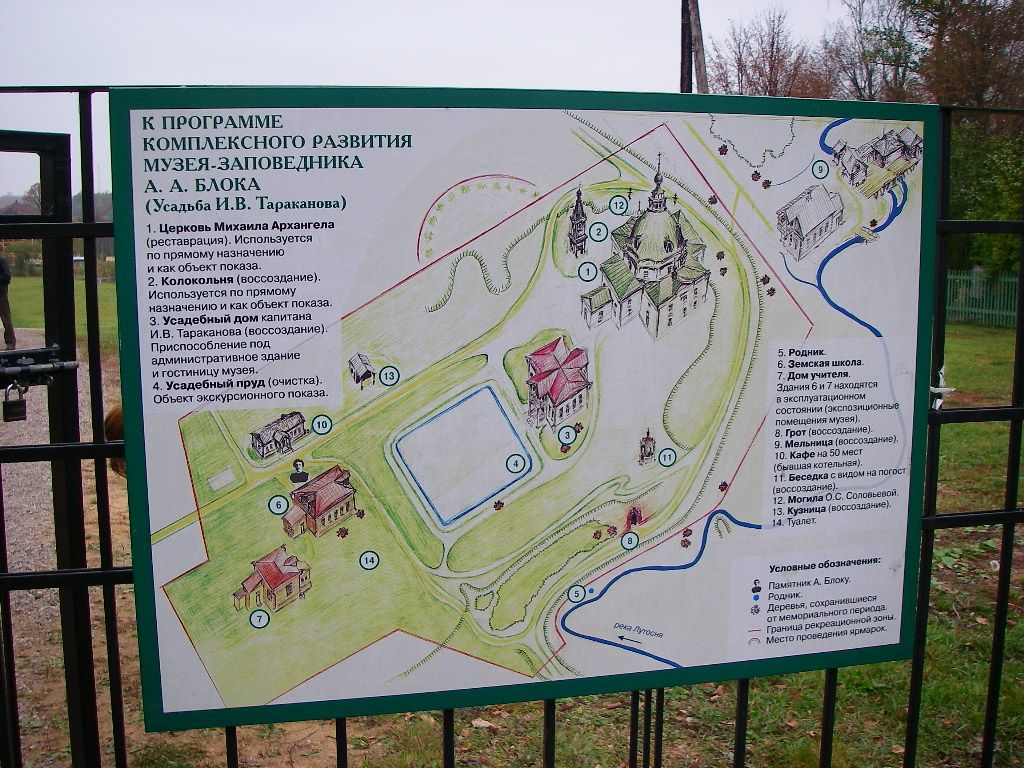 К ПРОГРАММЕ
КОМПЛЕКСНОГО РАЗВИТИЯ
МУЗЕЯ-ЗАПОВЕДНИКА
А. А. БЛОКА
(Усадьба И.В. Тараканова)
1. Церковь Михаила Архангела
(реставрация). Используется
по прямому назначению
и как объект показа.
2. Колокольня (воссоздание).
Используется по прямому
назначению и как объект показа.
3. Усадебный дом капитана
И.В. Тараканова (воссоздание).
Приспособление под
административное здание
и гостиницу музея.
4. Усадебный пруд (очистка).
Объект экскурсионного показа.
5. Родник.
6. Земская школа.
7. Дом учителя.
Здания 6 и 7 находятся
в эксплуатационом
состоянии (экспозиционные
помещения музея).
8. Грот (воссоздание).
9. Мельница (воссоздание).
10. Кафе на 50 мест
(бывшая котельная).
11. Беседка с видом на погост
(воссоздание).
12. Могила О.С. Соловьевой.
13. Кузница (воссоздание).
14. Туалет.
Условные обозначения:
Памятник А. Блоку.
Родник.
Деревья, сохранившиеся
от мемориального периода.
Граница рекреационной зоны.
Место проведения ярмарок.
река Лутосня
12
2
1
9
13
10
3
4
11
6
8
14
5
7